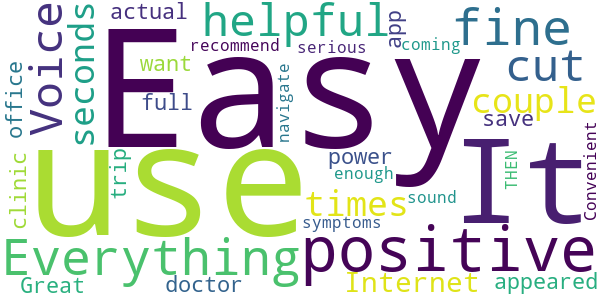 actual
helpful
Voice
seconds
Easy
recommend
serious
app
coming
fine
want
cut
office
full
navigate
couple
save
use
It
clinic
trip
power
enough
THEN
Convenient
times
sound
symptoms
Everything
positive
Great
doctor
Internet
appeared